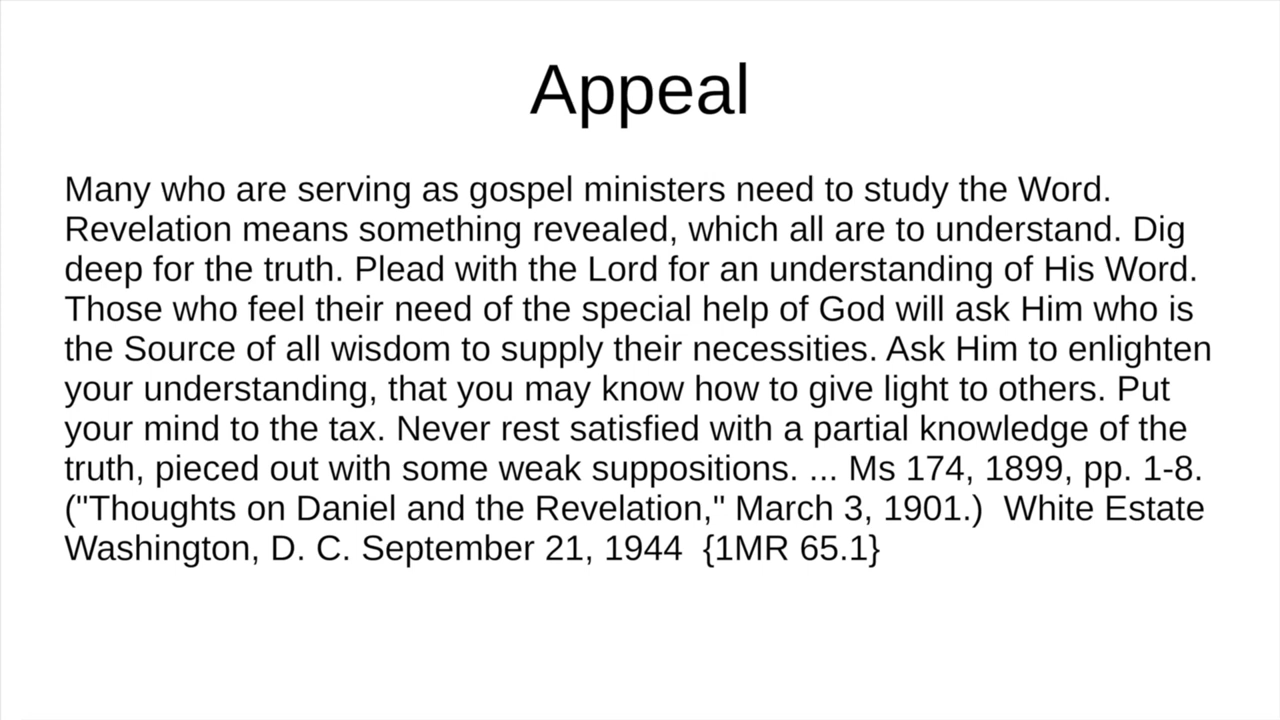 Appeal
Many who are serving as gospel ministers need to study the Word.
Revelation means something revealed, which all are to understand. Dig
deep for the truth. Plead with the Lord for an understanding of His Word.
Those who feel their need of the special help of God will ask Him who is
the Source of all wisdom to supply their necessities. Ask Him to enlighten
your understanding, that you may know how to give light to others. Put
your mind to the tax. Never rest satisfied with a partial knowledge of the
truth, pieced out with some weak suppositions. ... Ms 174, 1899, pp. 1-8.
("Thoughts on Daniel and the Revelation," March 3, 1901.)  White Estate
Washington, D. C. September 21, 1944  {1MR 65.1}